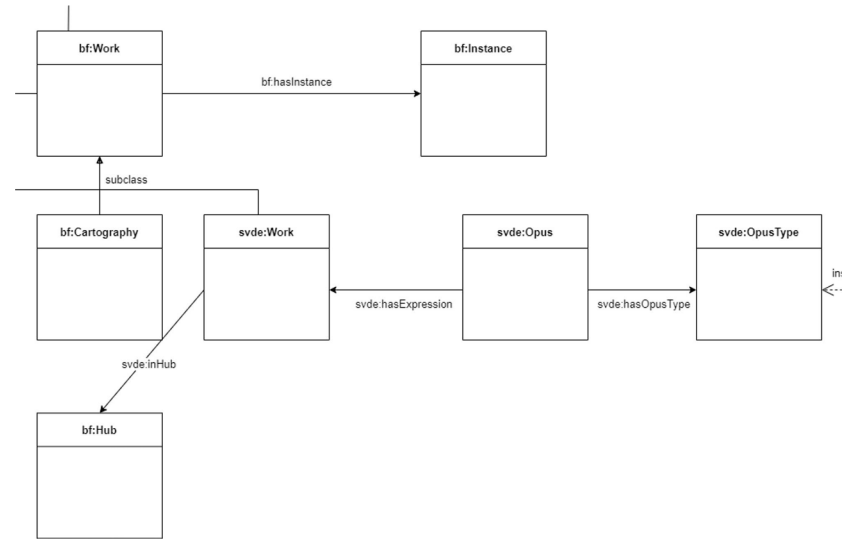 bf:Work
bf:Instance
bf:hasInstance
subclass
bf:Cartography
svde:Work
svde:Opus
svde:OpusType
ins
svde:hasExpression
svde:hasOpusType
svde:inHub
bf:Hub